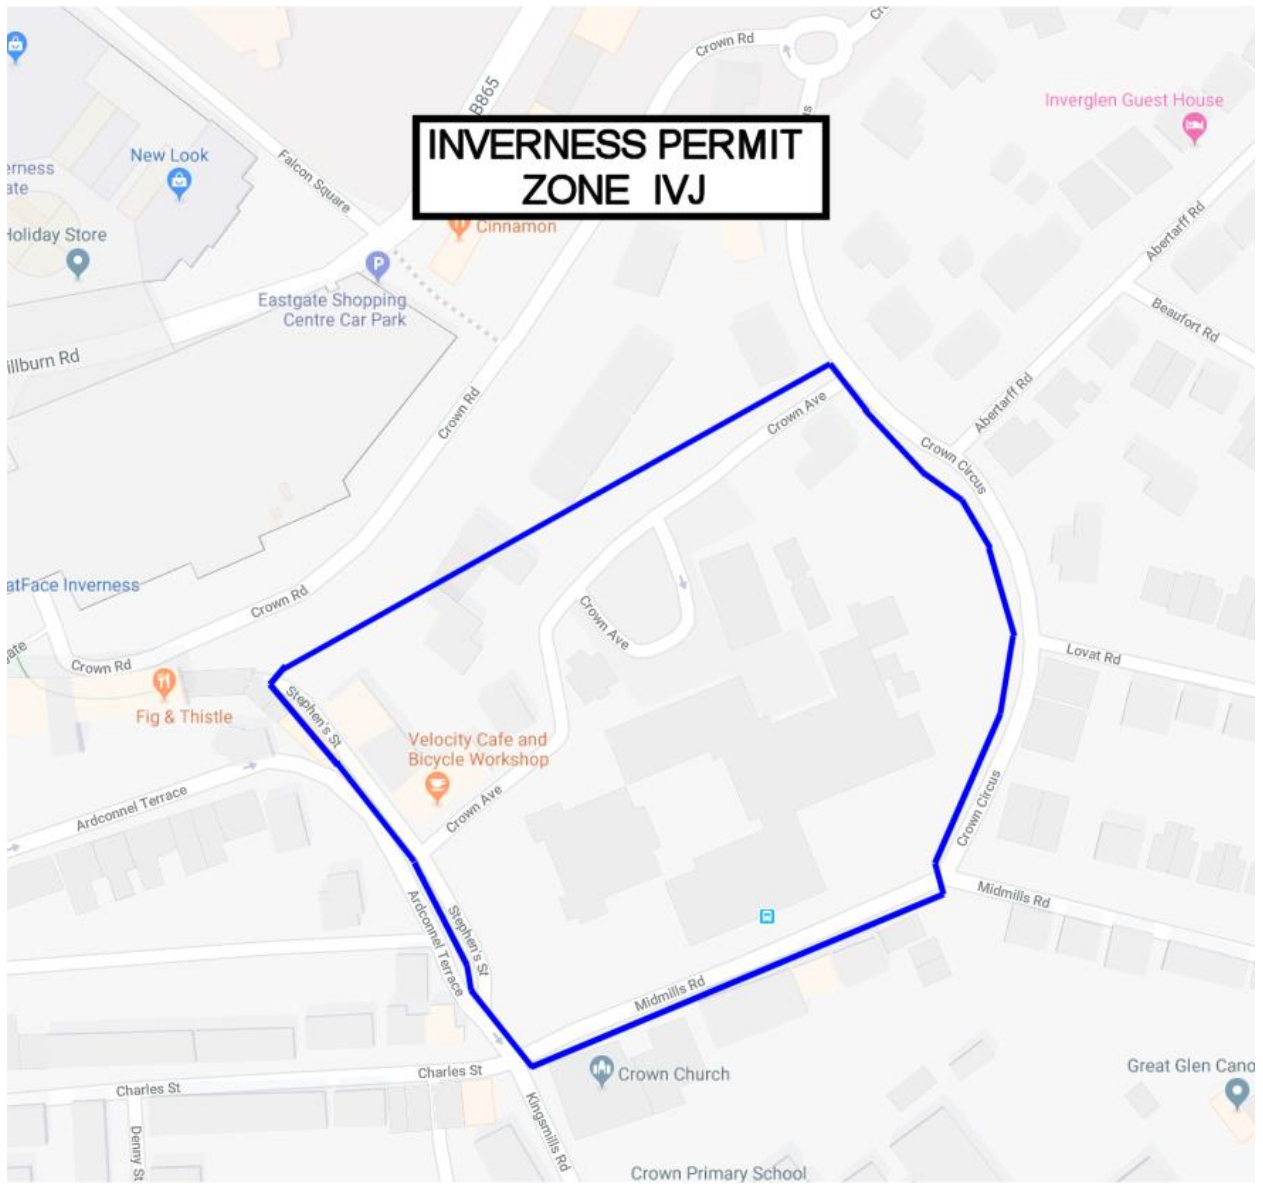 Crown Rd
B865
Inverglen Guest House
INVERNESS PERMIT
ZONE IVJ
New Look
Falcon Square
erness
ate
Cinnamon
Holiday Store
Abertarff Rd
Eastgate Shopping
Centre Car Park
Beaufort Rd
illburn Rd
Crown Rd
Crown Ave
Abertarff Rd
Crown Circus
atFace Inverness
Crown Rd
Crown Ave
gate
Crown Rd
Lovat Rd
Fig & Thistle
Stephen's St
Velocity Cafe and
Bicycle Workshop
Ardconnel Terrace
Crown Ave
Crown Circus
Midmills Rd
Ardconnel Terrace
Stephen's St
Midmills Rd
Charles St
Charles St
Crown Church
Great Glen Cano
Kingsmills Rd
Denny St
Crown Primary School